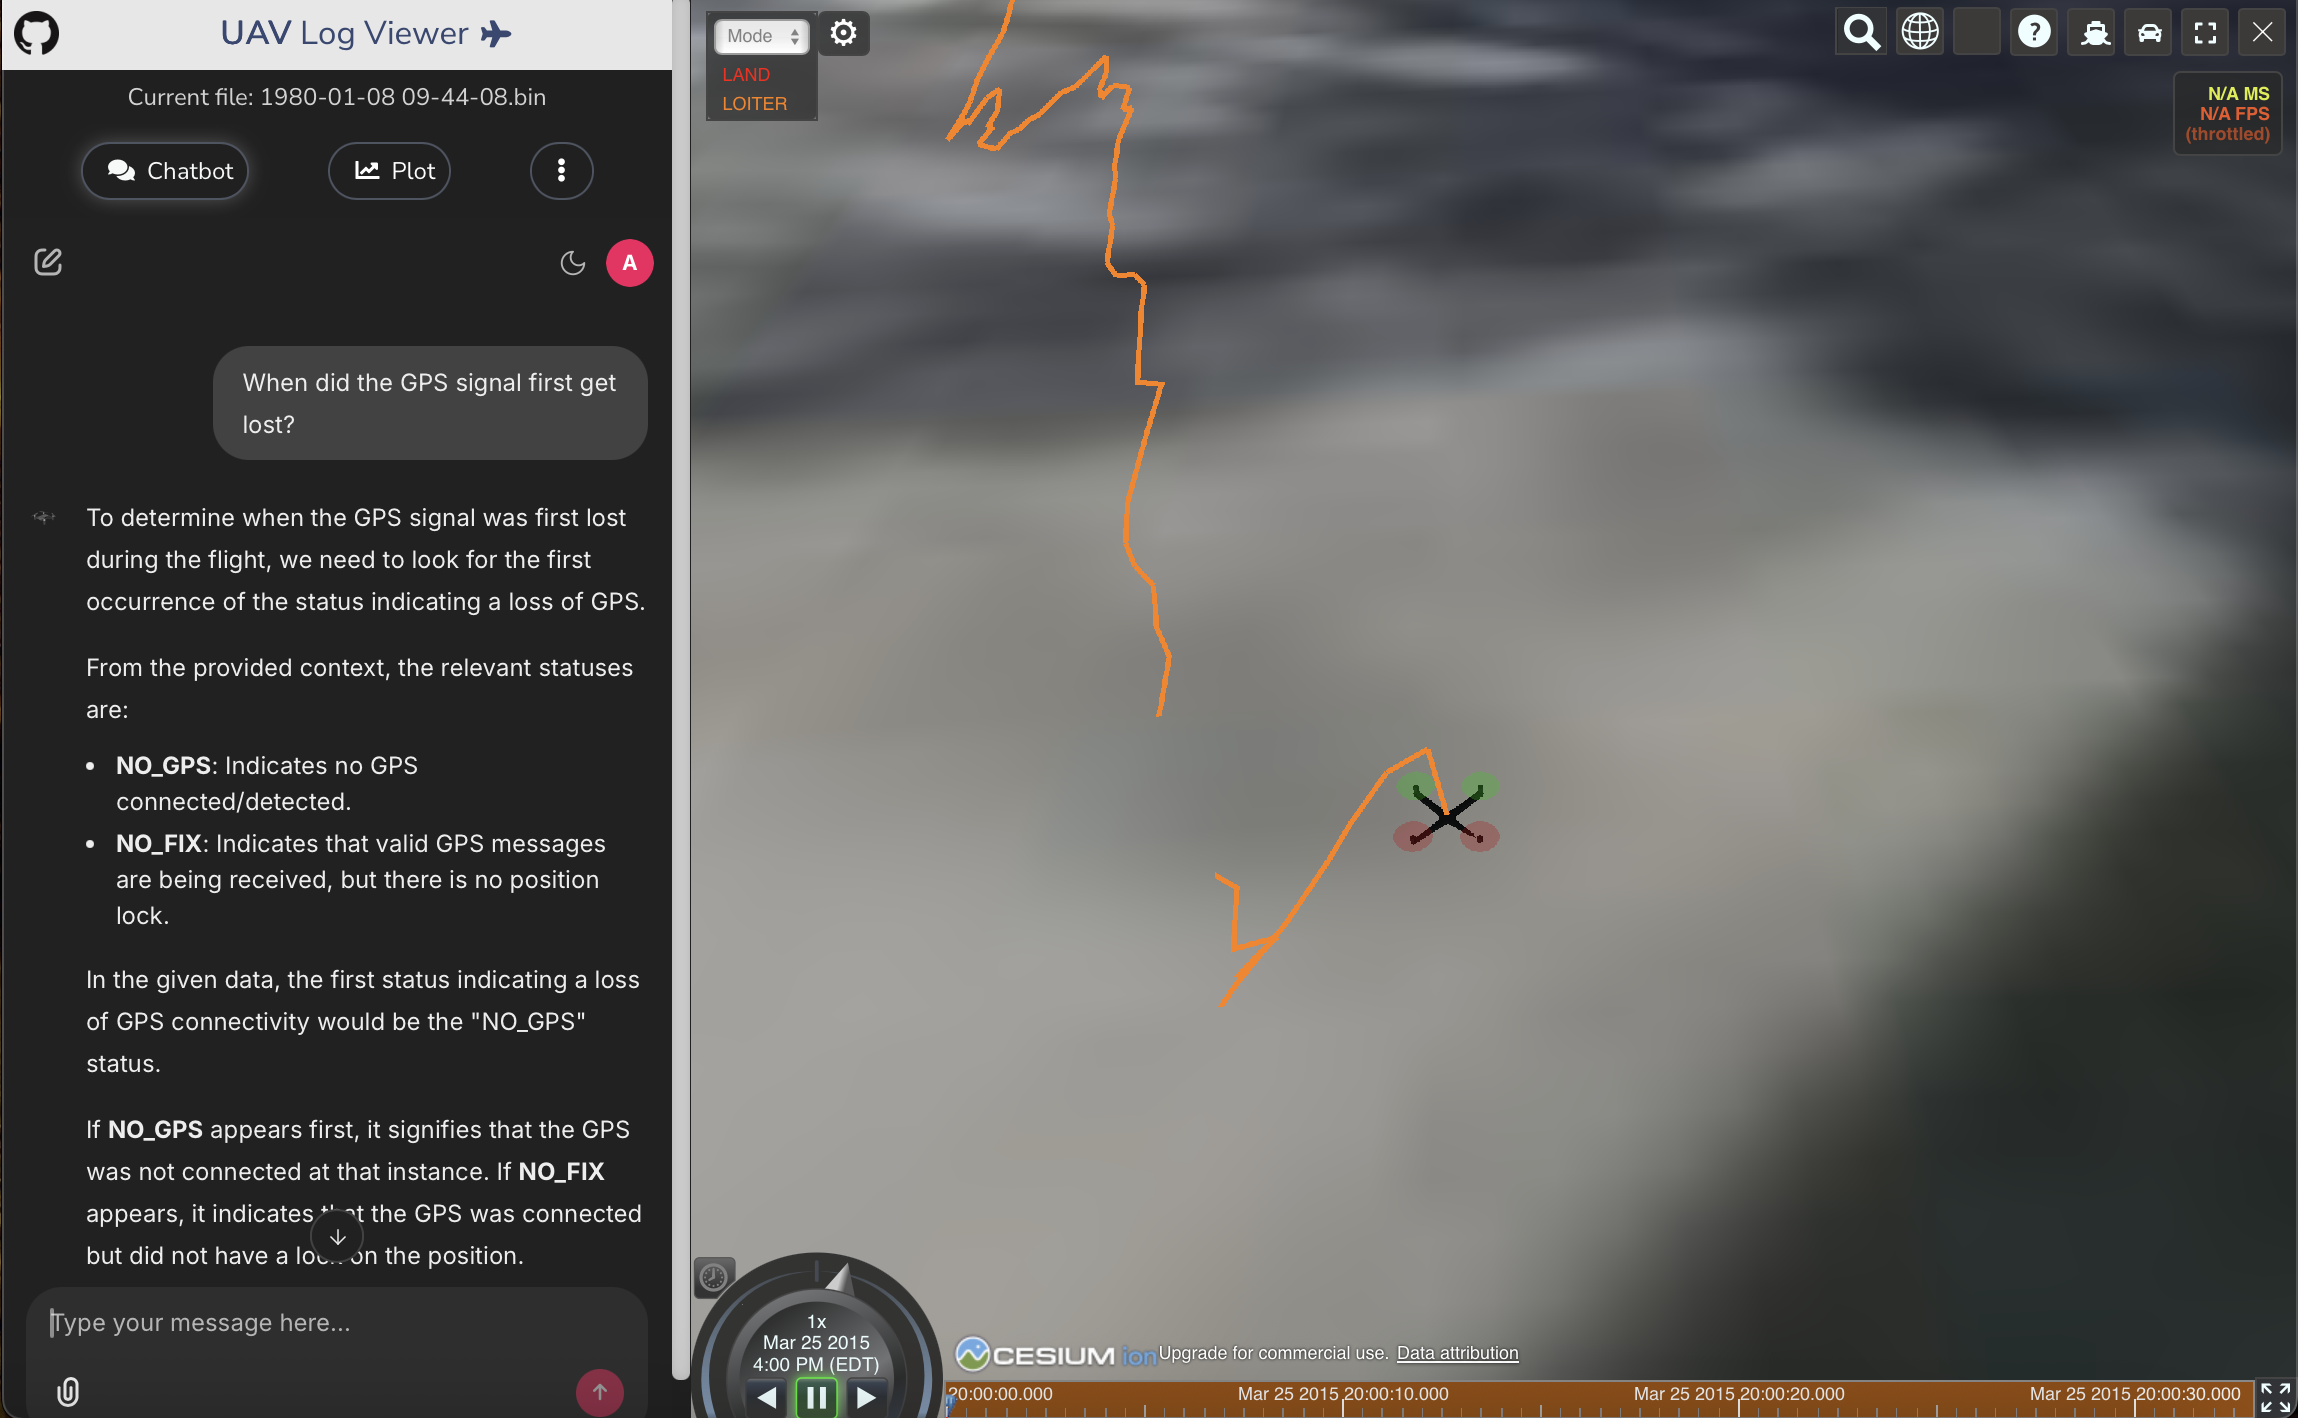 UAV Log Viewer
Current file: 1980-01-08 09-44-08.bin
Chatbot
Plot
A
When did the GPS signal first get
lost?
To determine when the GPS signal was first lost
during the flight, we need to look for the first
occurrence of the status indicating a loss of GPS.
From the provided context, the relevant statuses
are:
• NO_GPS: Indicates no GPS
connected/detected.
• NO_FIX: Indicates that valid GPS messages
are being received, but there is no position
lock.
In the given data, the first status indicating a loss
of GPS connectivity would be the "NO_GPS"
status.
If NO_GPS appears first, it signifies that the GPS
was not connected at that instance. If NO_FIX
appears, it indicates that the GPS was connected
but did not have a lock on the position.
Type your message here...
Mode
LAND
LOITER
?
N/A MS
N/A FPS
(throttled)
1x
Mar 25 2015
4:00 PM (EDT)
CESIUM ion Upgrade for commercial use. Data attribution
20:00:00.000 Mar 25 2015 20:00:10.000 Mar 25 2015 20:00:20.000 Mar 25 2015 20:00:30.000